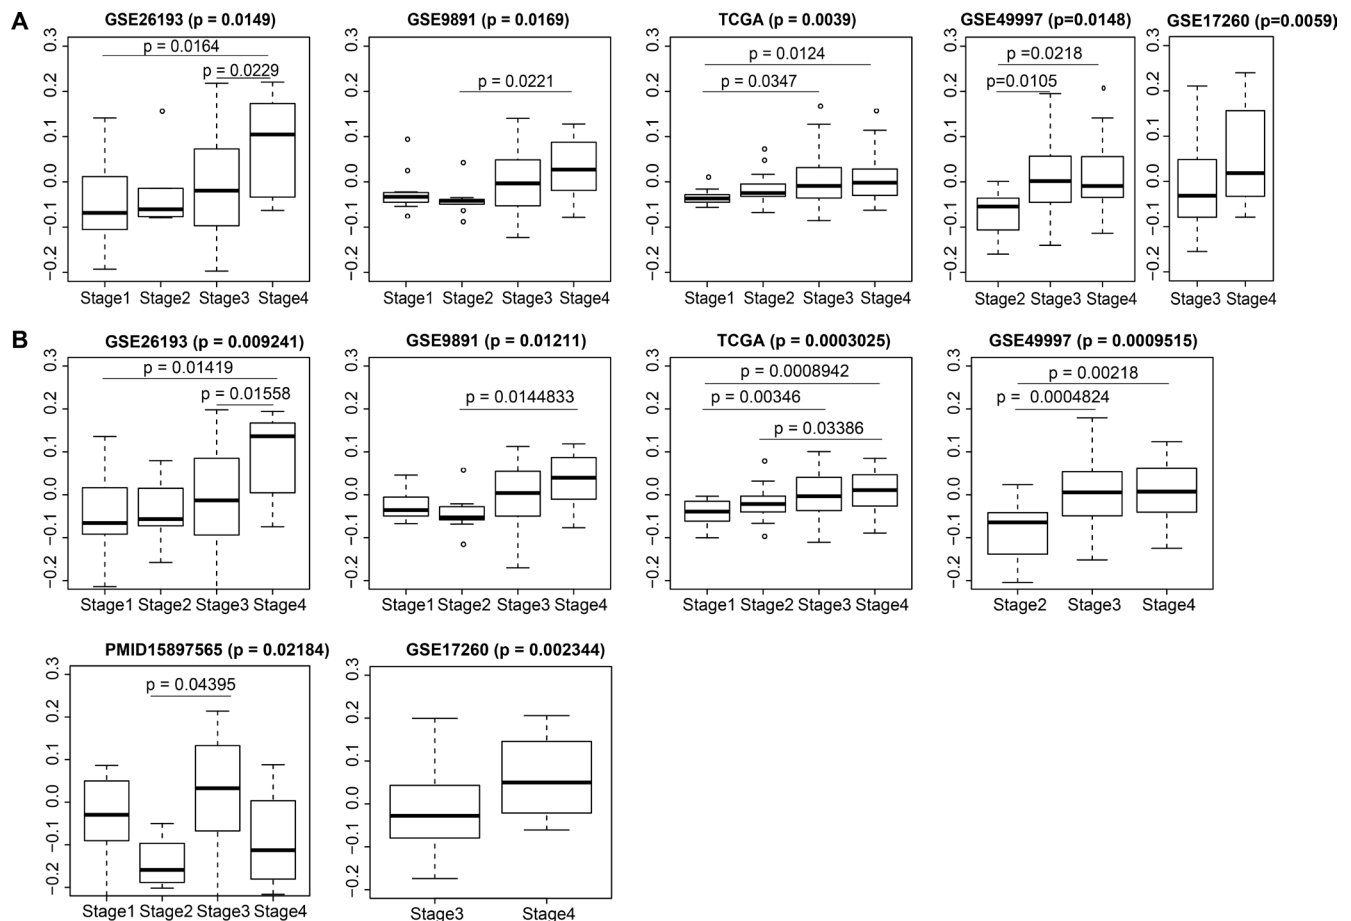 A
GSE26193 (p = 0.0149)
0.3
0.2
0.1
0.0
−0.1
−0.2
p = 0.0164
p = 0.0229
Stage1 Stage2 Stage3 Stage4
GSE9891 (p = 0.0169)
0.3
0.2
0.1
0.0
−0.1
−0.2
p = 0.0221
Stage1 Stage2 Stage3 Stage4
TCGA (p = 0.0039)
0.3
0.2
0.1
0.0
−0.1
−0.2
p = 0.0124
p = 0.0347
Stage1 Stage2 Stage3 Stage4
GSE49997 (p=0.0148)
0.3
0.2
0.1
0.0
−0.1
−0.2
p =0.0218
p=0.0105
Stage2 Stage3 Stage4
GSE17260 (p=0.0059)
0.3
0.2
0.1
0.0
−0.1
−0.2
Stage3 Stage4
B
GSE26193 (p = 0.009241)
0.3
0.2
0.1
0.0
−0.1
−0.2
p = 0.01419
p = 0.01558
Stage1 Stage2 Stage3 Stage4
GSE9891 (p = 0.01211)
0.3
0.2
0.1
0.0
−0.1
−0.2
p = 0.0144833
Stage1 Stage2 Stage3 Stage4
TCGA (p = 0.0003025)
0.3
0.2
0.1
0.0
−0.1
−0.2
p = 0.0008942
p = 0.00346
p = 0.03386
Stage1 Stage2 Stage3 Stage4
GSE49997 (p = 0.0009515)
0.3
0.2
0.1
0.0
−0.1
−0.2
p = 0.00218
p = 0.0004824
Stage2 Stage3 Stage4
PMID15897565 (p = 0.02184)
0.3
0.2
0.1
0.0
−0.1
−0.2
p = 0.04395
Stage1 Stage2 Stage3 Stage4
GSE17260 (p = 0.002344)
0.3
0.2
0.1
0.0
−0.1
−0.2
Stage3 Stage4